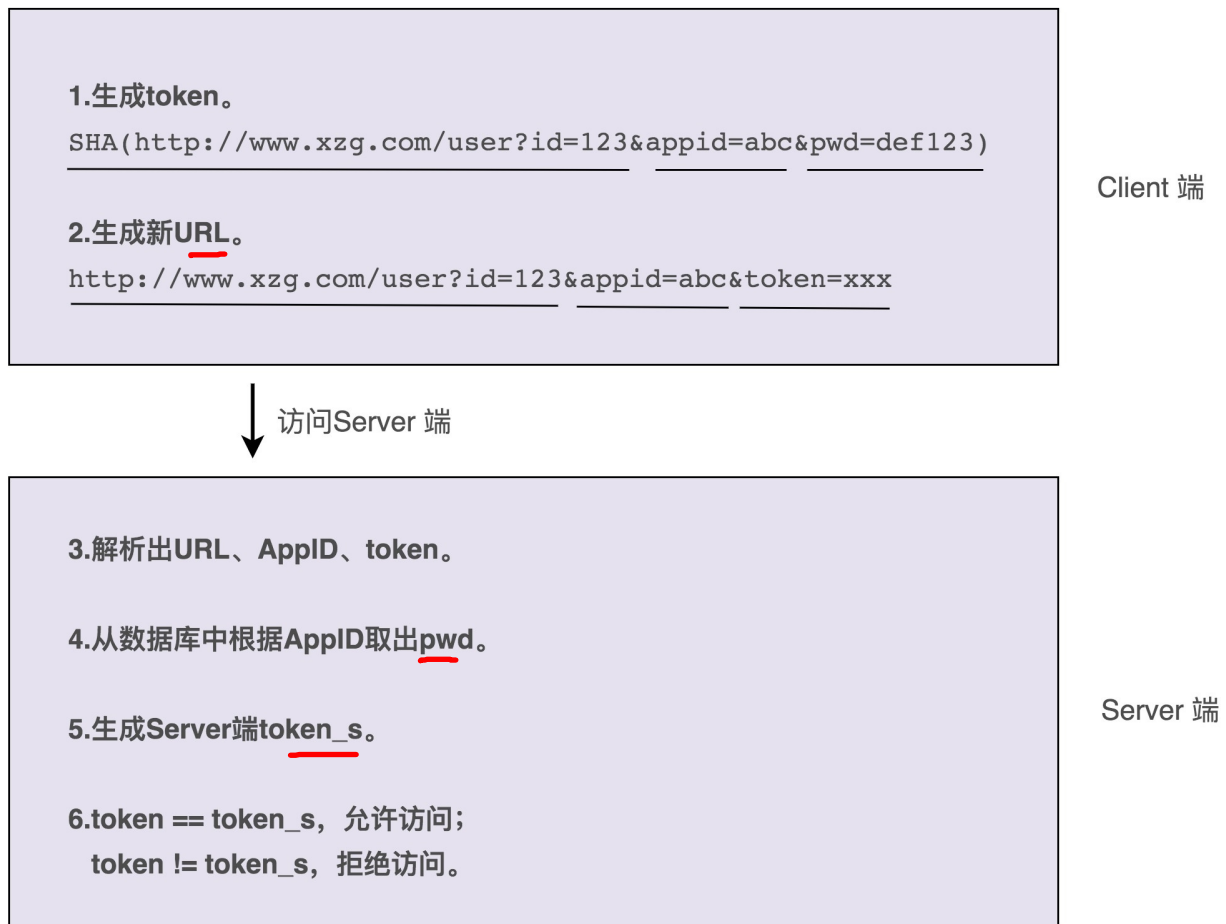 1.生成token。
SHA(http://www.xzg.com/user?id=123&appid=abc&pwd=def123)
Client 端
2.生成新URL。
http://www.xzg.com/user?id=123&appid=abc&token=xxx
访问Server 端
3.解析出URL、AppID、token。
4.从数据库中根据AppID取出pwd。
5.生成Server端token_s。
Server 端
6.token == token_s，允许访问；
token != token_s，拒绝访问。